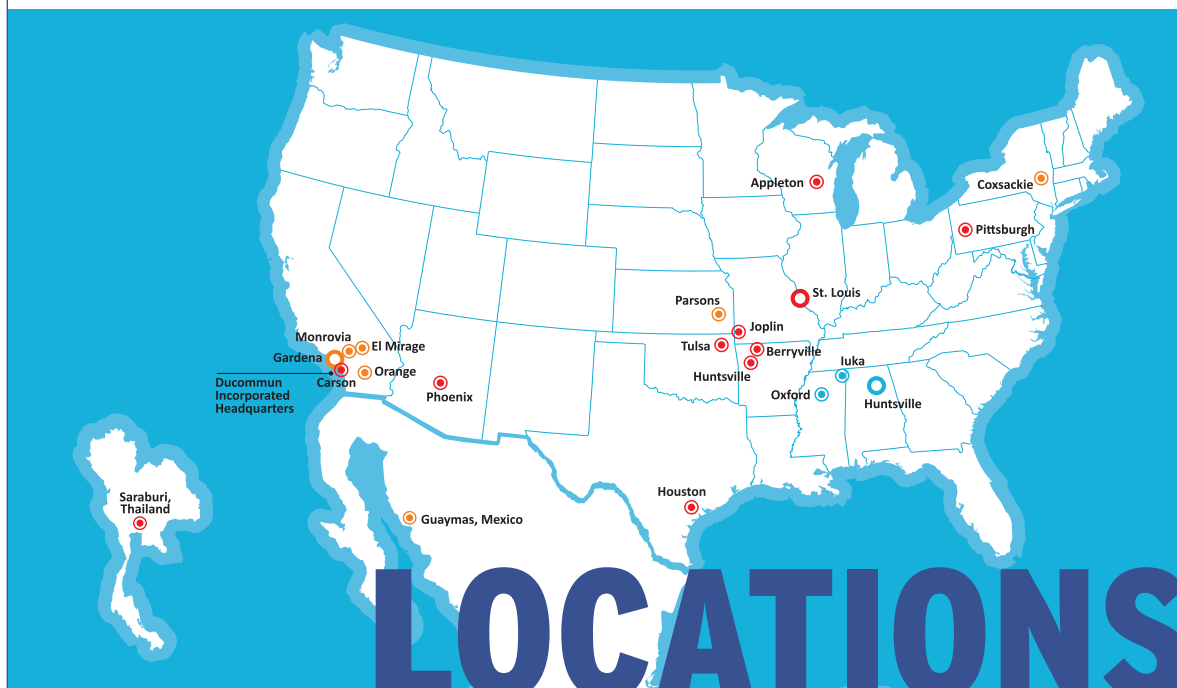 Appleton
Coxsackie
Pittsburgh
St. Louis
Parsons
Joplin
Monrovia
El Mirage
Tulsa
Berryville
Gardena
Iuka
Orange
Huntsville
Carson
Ducommun
Incorporated
Headquarters
Phoenix
Oxford
Huntsville
Saraburi,
Thailand
Houston
Guaymas, Mexico
LOCATIONS